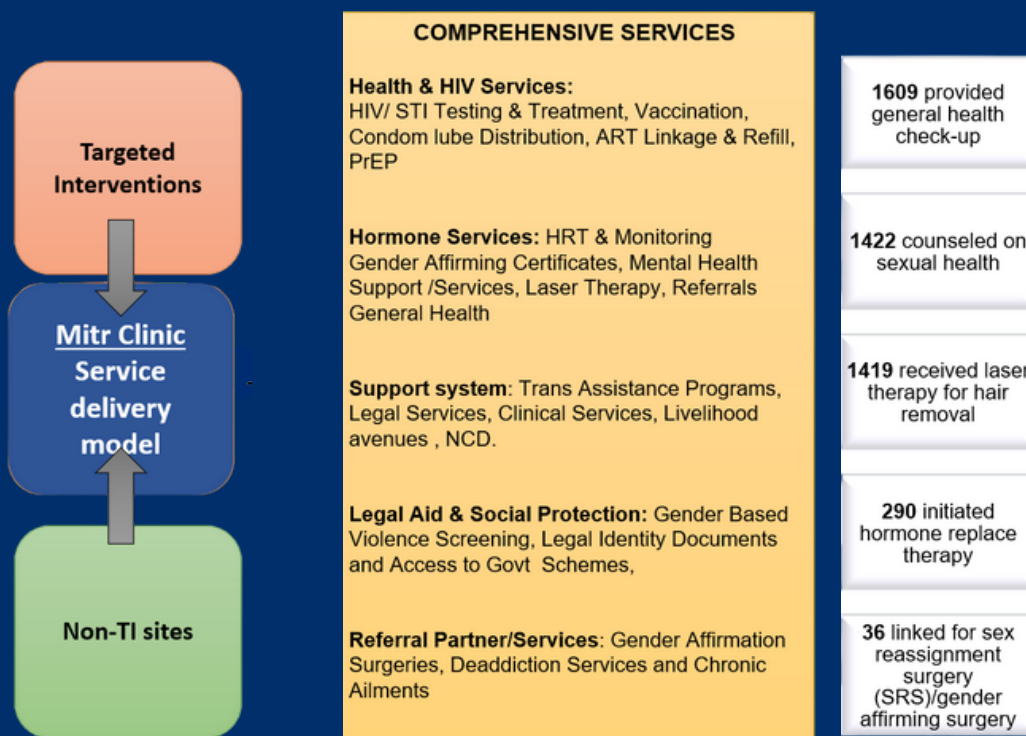 Targeted
Interventions
Mitr Clinic
Service
delivery
model
Non-TI sites
COMPREHENSIVE SERVICES
Health & HIV Services:
HIV/ STI Testing & Treatment, Vaccination,
Condom lube Distribution, ART Linkage & Refill,
PrEP
Hormone Services: HRT & Monitoring
Gender Affirming Certificates, Mental Health
Support /Services, Laser Therapy, Referrals
General Health
Support system: Trans Assistance Programs,
Legal Services, Clinical Services, Livelihood
avenues , NCD.
Legal Aid & Social Protection: Gender Based
Violence Screening, Legal Identity Documents
and Access to Govt  Schemes,
Referral Partner/Services: Gender Affirmation
Surgeries, Deaddiction Services and Chronic
Ailments
1609 provided
general health
check-up
1422 counseled on
sexual health
1419 received laser
therapy for hair
removal
290 initiated
hormone replace
therapy
36 linked for sex
reassignment
surgery
(SRS)/gender
affirming surgery